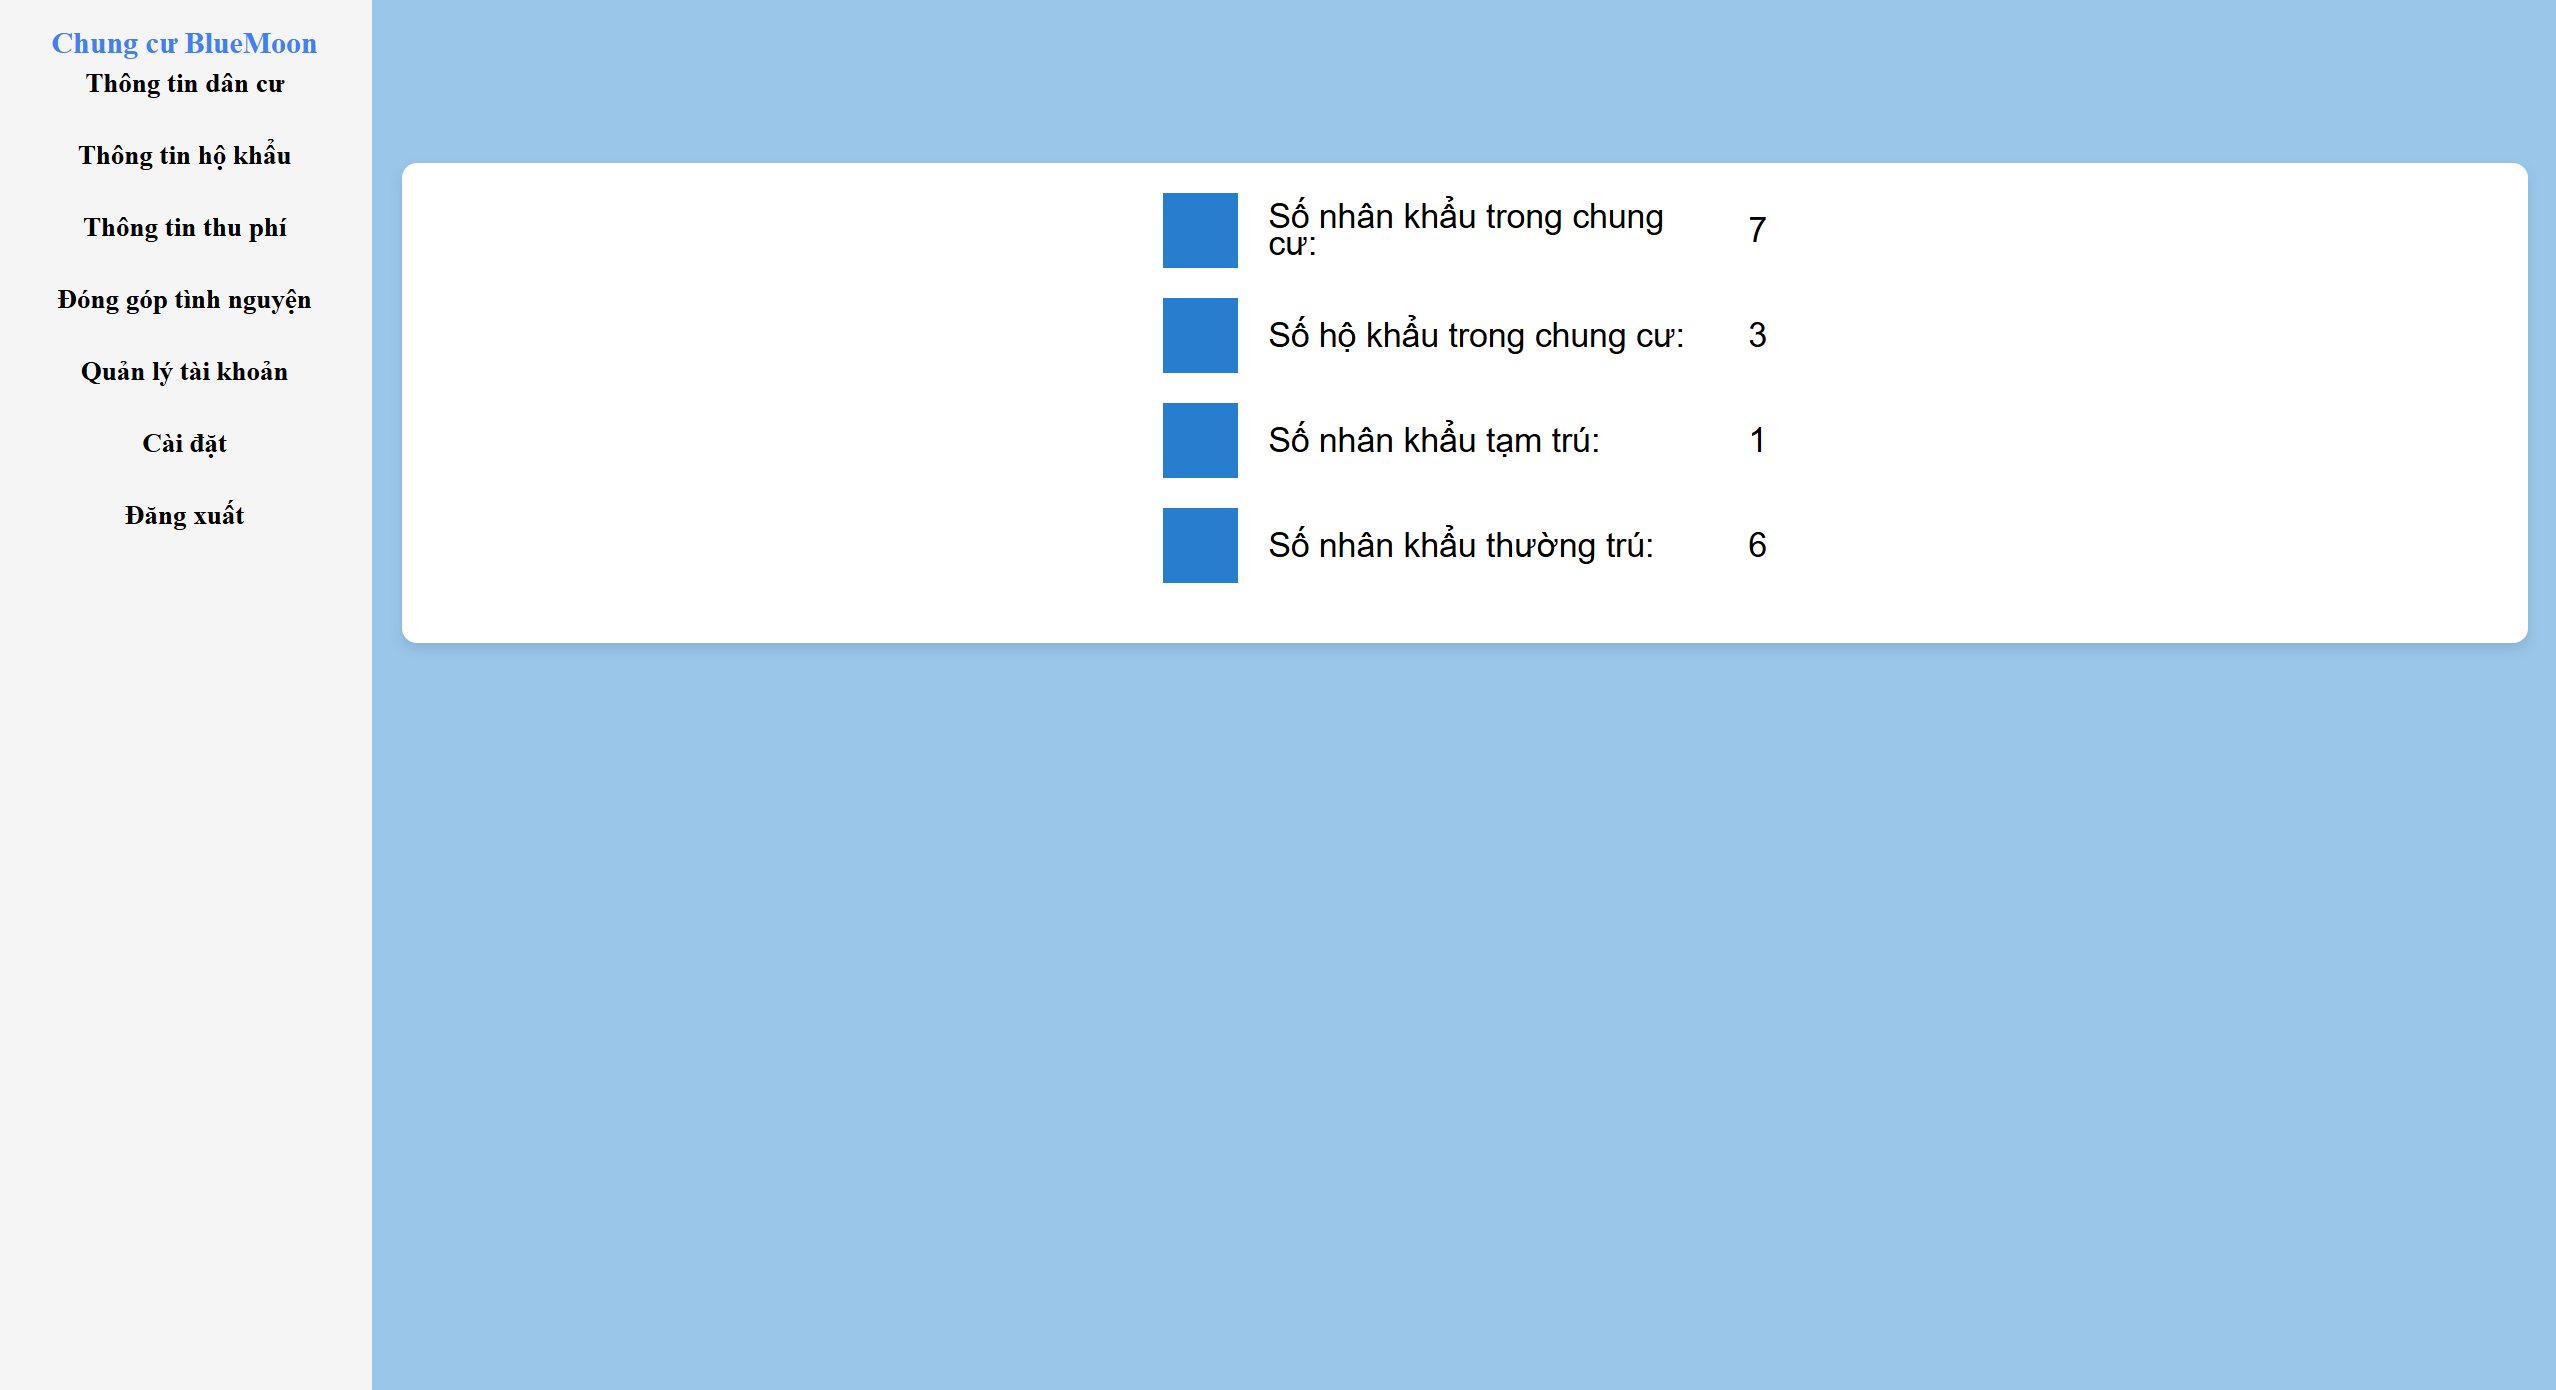 Chung cư BlueMoon
Thông tin dân cư
Thông tin hộ khẩu
Thông tin thu phí
Đóng góp tình nguyện
Quản lý tài khoản
Cài đặt
Đăng xuất
Số nhân khẩu trong chung
cư:
7
Số hộ khẩu trong chung cư: 3
Số nhân khẩu tạm trú: 1
Số nhân khẩu thường trú: 6